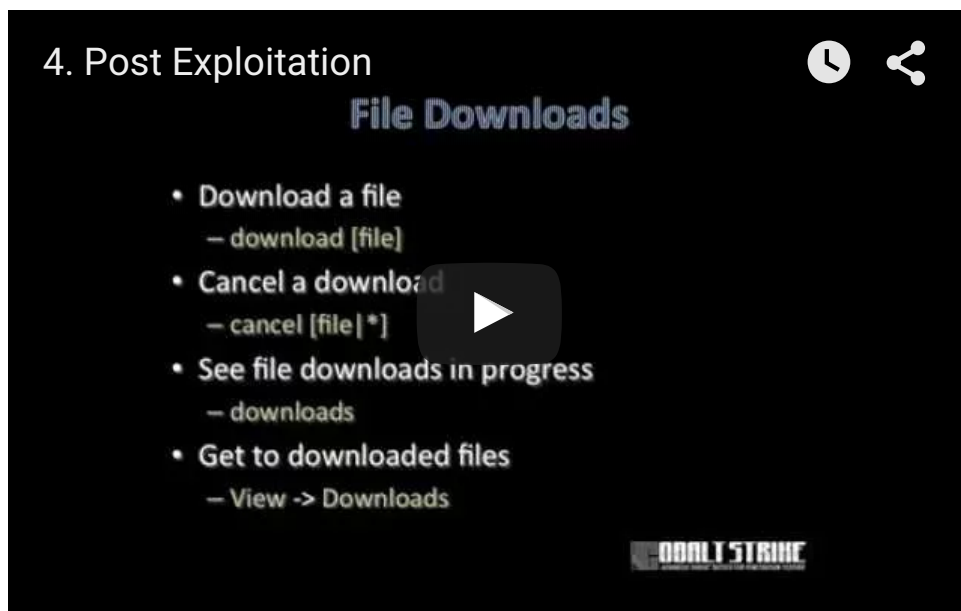 4. Post Exploitation
File Downloads
• Download a file
– download [file]
• Cancel a download
– cancel [file|*]
• See file downloads in progress
– downloads
• Get to downloaded files
– View -> Downloads
COBALT STRIKE